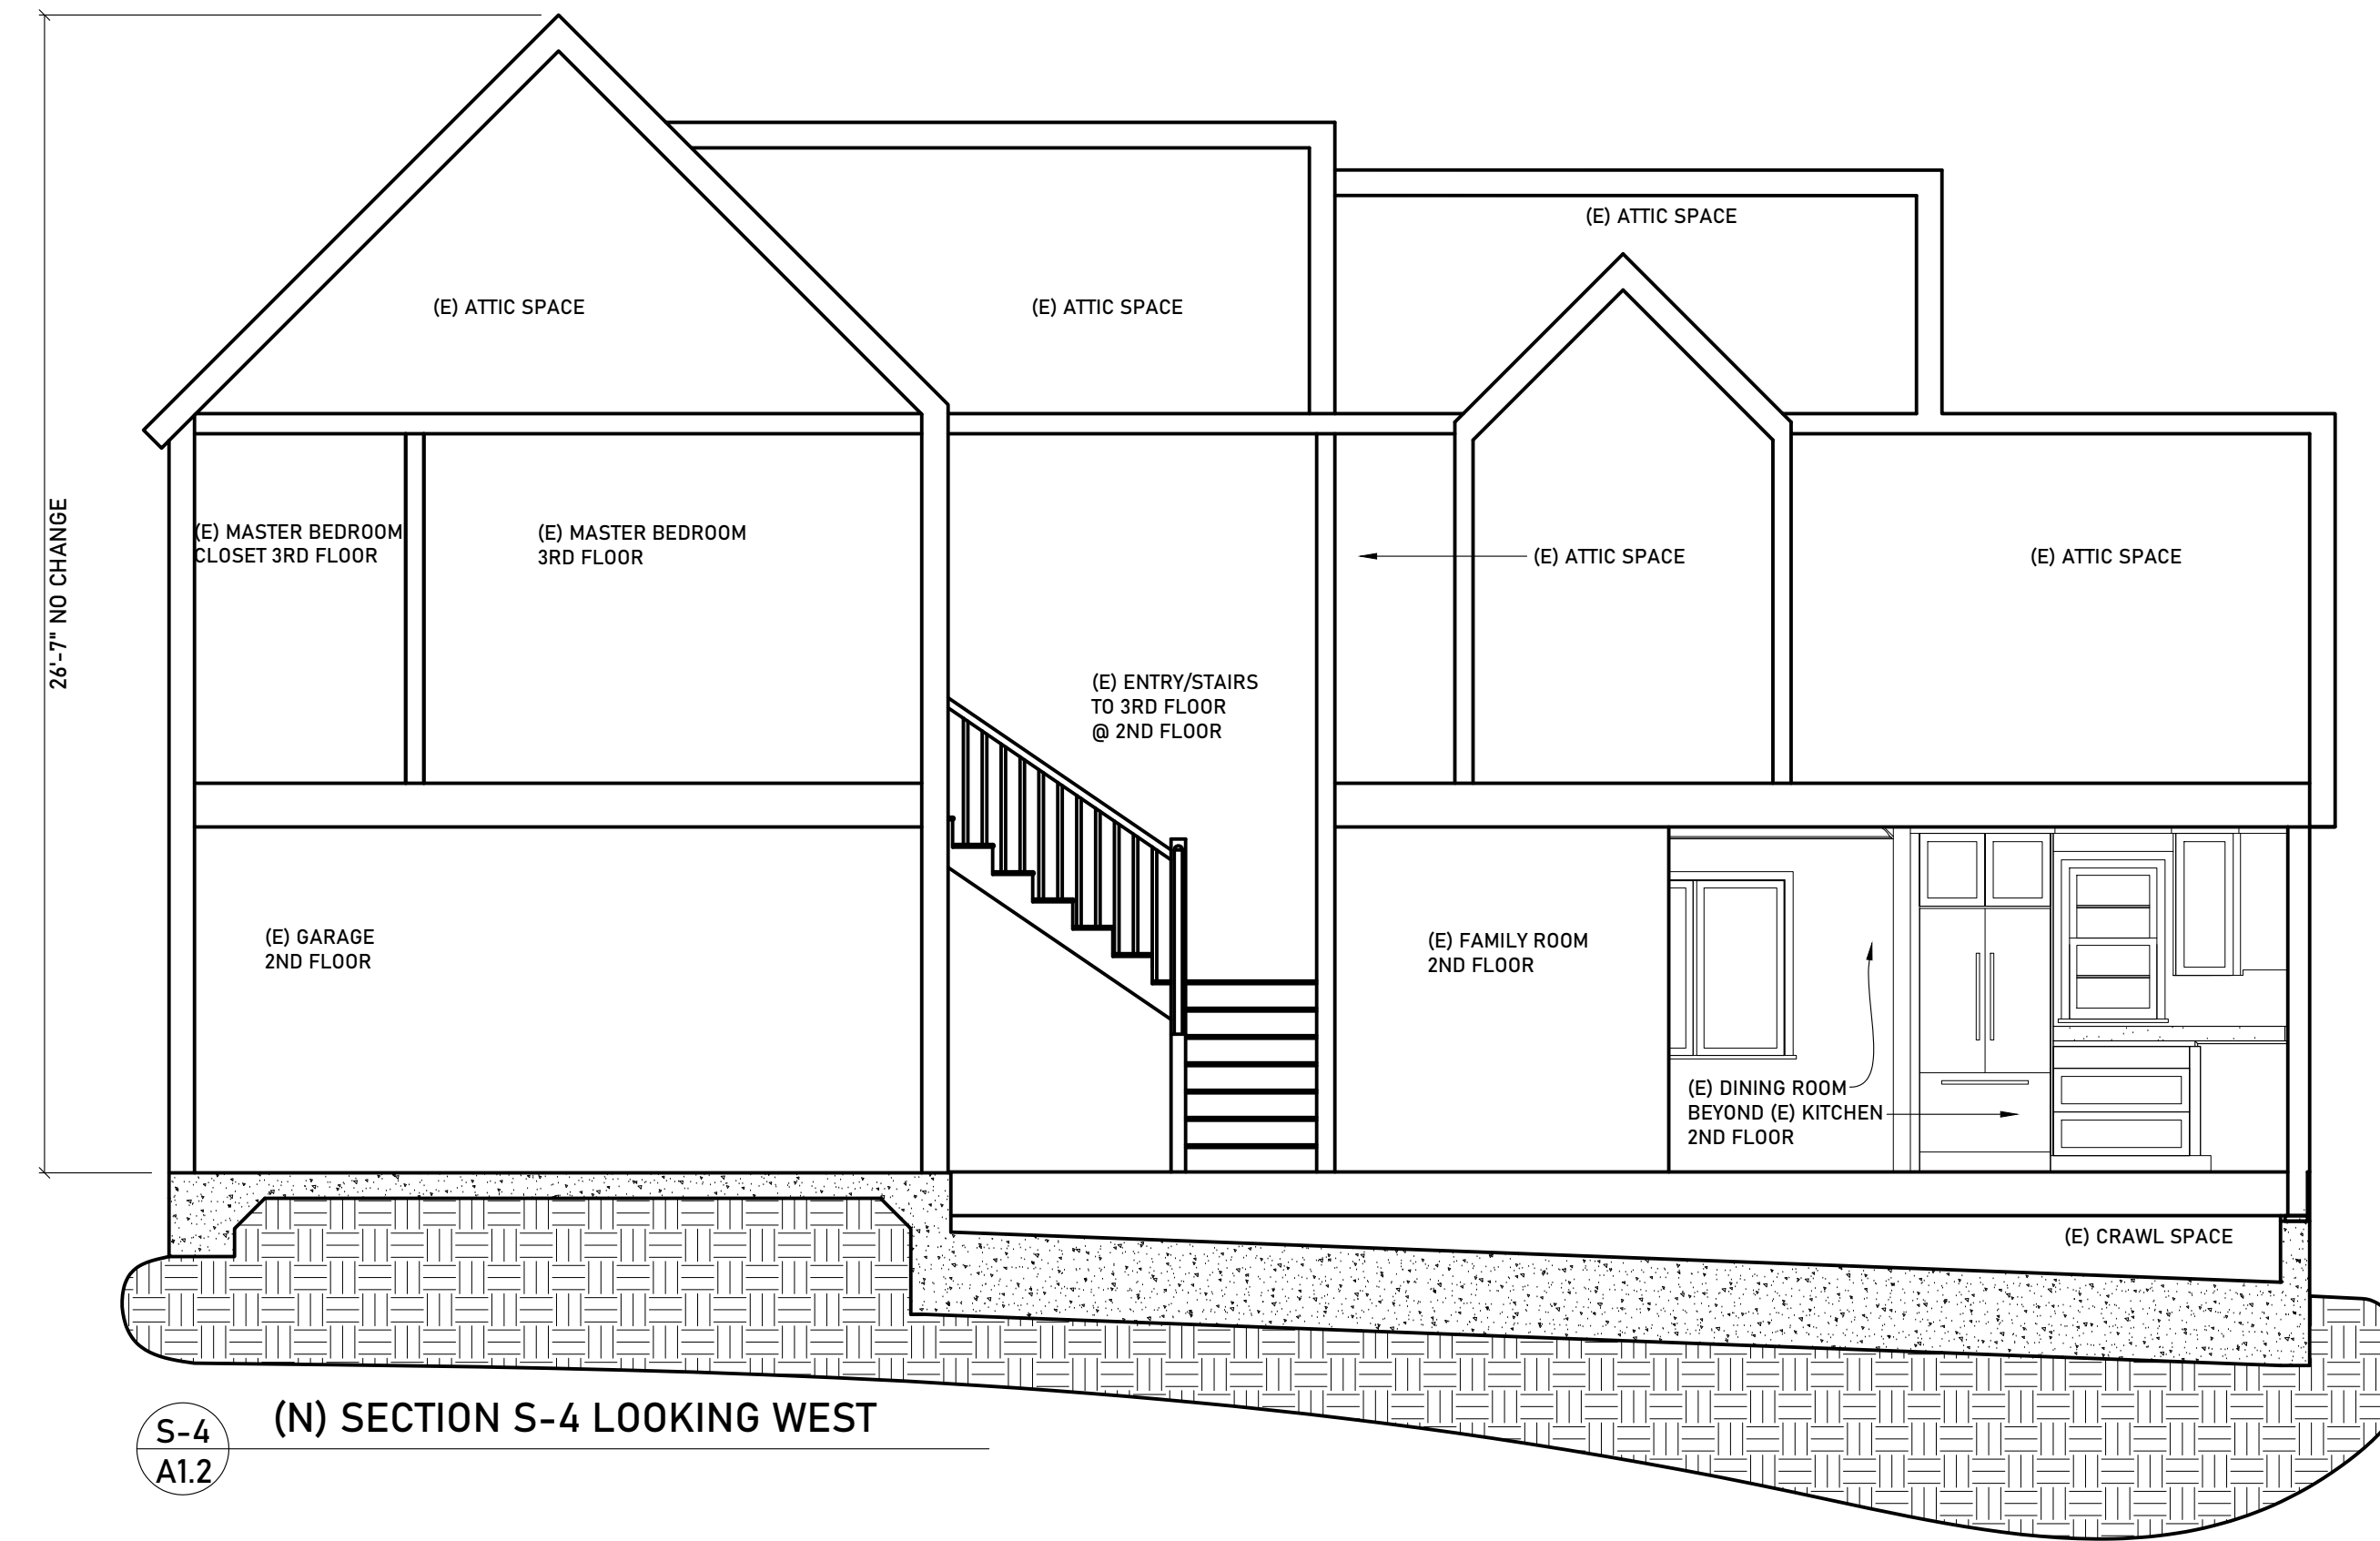 (E) ATTIC SPACE
(E) ATTIC SPACE
(E) ATTIC SPACE
26'-7" NO CHANGE
(E) MASTER BEDROOM
CLOSET 3RD FLOOR
(E) MASTER BEDROOM
3RD FLOOR
(E) ATTIC SPACE
(E) ATTIC SPACE
(E) ENTRY/STAIRS
TO 3RD FLOOR
@ 2ND FLOOR
(E) GARAGE
2ND FLOOR
(E) FAMILY ROOM
2ND FLOOR
(E) DINING ROOM
BEYOND (E) KITCHEN
2ND FLOOR
(E) CRAWL SPACE
S-4
A1.2
(N) SECTION S-4 LOOKING WEST